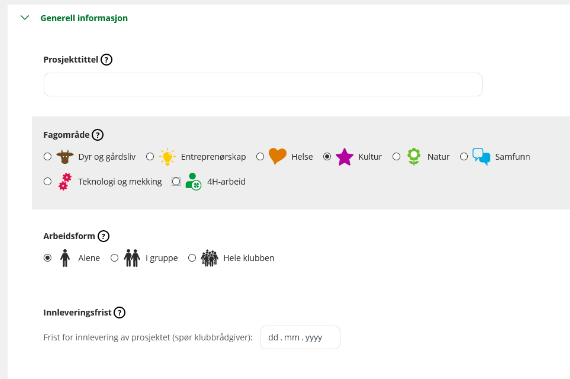 Generell informasjon
Prosjekttittel ?
Fagområde ?
Dyr og gårdsliv Entreprenørskap Helse Kultur Natur Samfunn
Teknologi og mekking 4H-arbeid
Arbeidsform ?
Alene I gruppe Hele klubben
Innleveringsfrist ?
Frist for innlevering av prosjektet (spør klubbrådgiver): dd . mm . yyyy